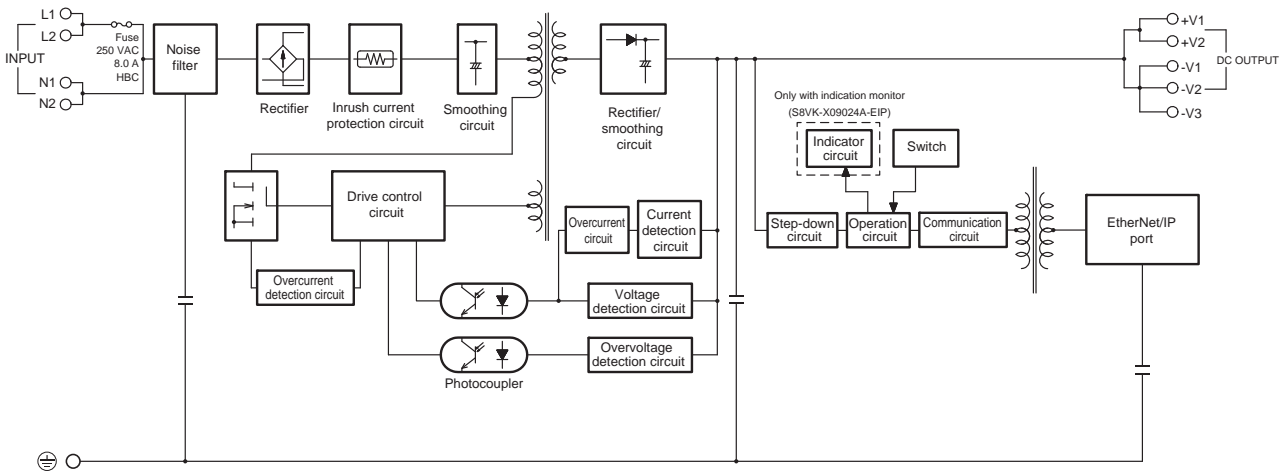 L1
L2
INPUT
N1
N2
Fuse
250 VAC
8.0 A
HBC
Noise
filter
Rectifier
Inrush current
protection circuit
Smoothing
circuit
Rectifier/
smoothing
circuit
+V1
+V2
-V1
-V2
-V3
DC OUTPUT
Only with indication monitor
(S8VK-X09024A-EIP)
Indicator
circuit
Switch
Drive control
circuit
Overcurrent
circuit
Current
detection
circuit
Step-down
circuit
Operation
circuit
Communication
circuit
EtherNet/IP
port
Overcurrent
detection circuit
Voltage
detection circuit
Overvoltage
detection circuit
Photocoupler